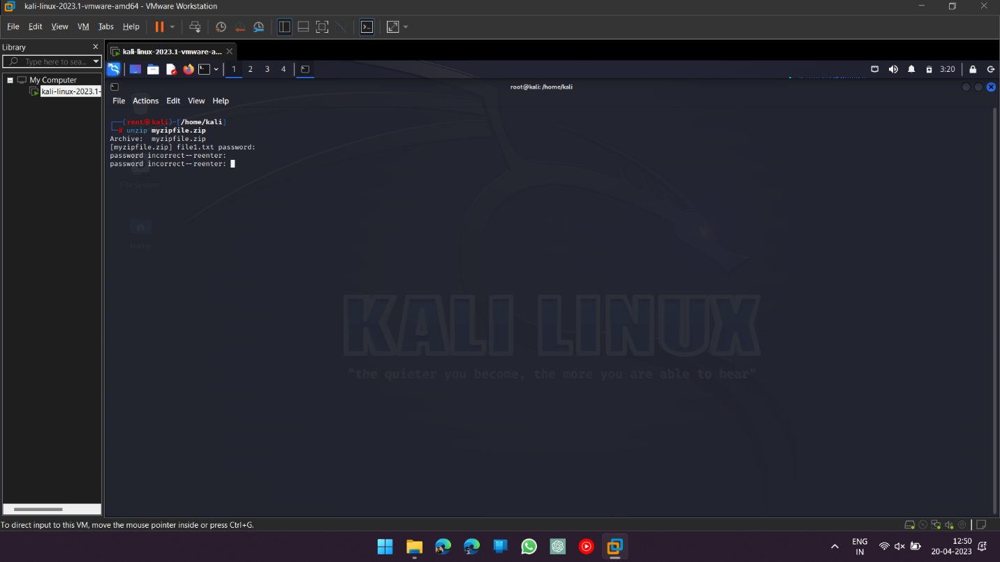 kali-linux-2023.1-vmware-amd64 - VMware Workstation
File Edit View VM Tabs Help
Library
Type here to sea...
My Computer
kali-linux-2023.1-
kali-linux-2023.1-vmware-a...
1 2 3 4
3:20
root@kali: /home/kali
File Actions Edit View Help
┌──(root㉿kali)-[/home/kali]
└─# unzip myzipfile.zip
Archive:  myzipfile.zip
[myzipfile.zip] file1.txt password:
password incorrect--reenter:
password incorrect--reenter:
File System
Home
KALI LINUX
"the quieter you become, the more you are able to hear"
To direct input to this VM, move the mouse pointer inside or press Ctrl+G.
ENG
IN
12:50
20-04-2023